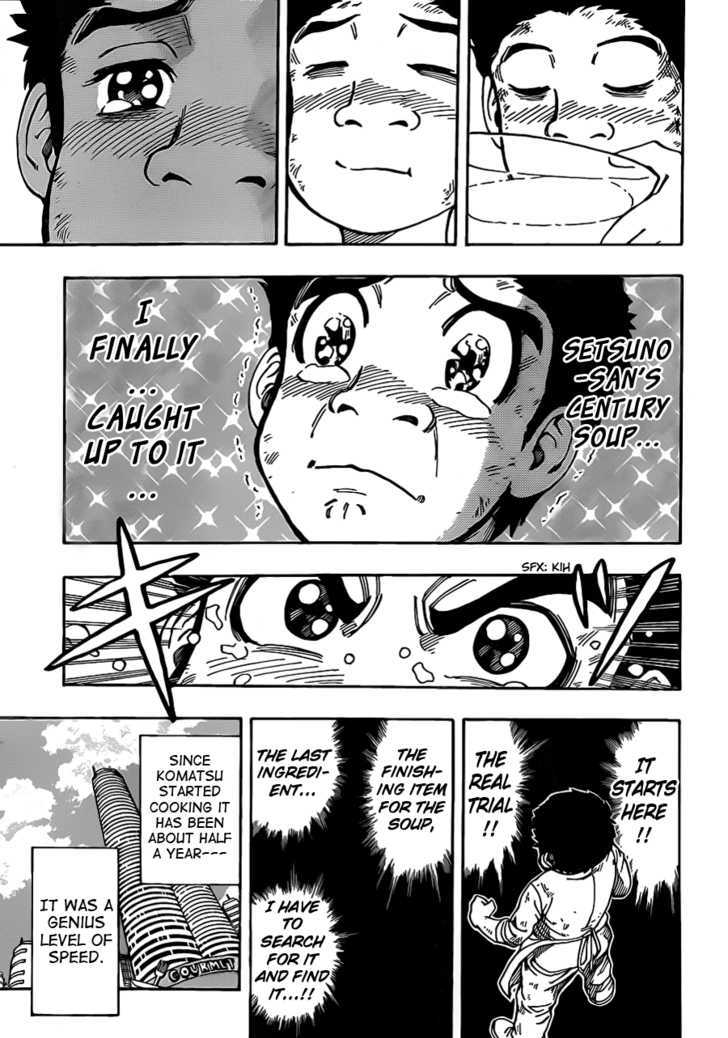 SETSUNO
-SAN'S
CENTURY
SOUP...
I
FINALLY
...
CAUGHT
UP TO IT
...
SFX: KIH
IT
STARTS
HERE
!!
THE
REAL
TRIAL
!!
THE
FINISH-
ING ITEM
FOR THE
SOUP,
THE LAST
INGREDI-
ENT...
I HAVE
TO
SEARCH
FOR IT
AND FIND
IT...!!
SINCE
KOMATSU
STARTED
COOKING IT
HAS BEEN
ABOUT HALF
A YEAR---
IT WAS A
GENIUS
LEVEL OF
SPEED.